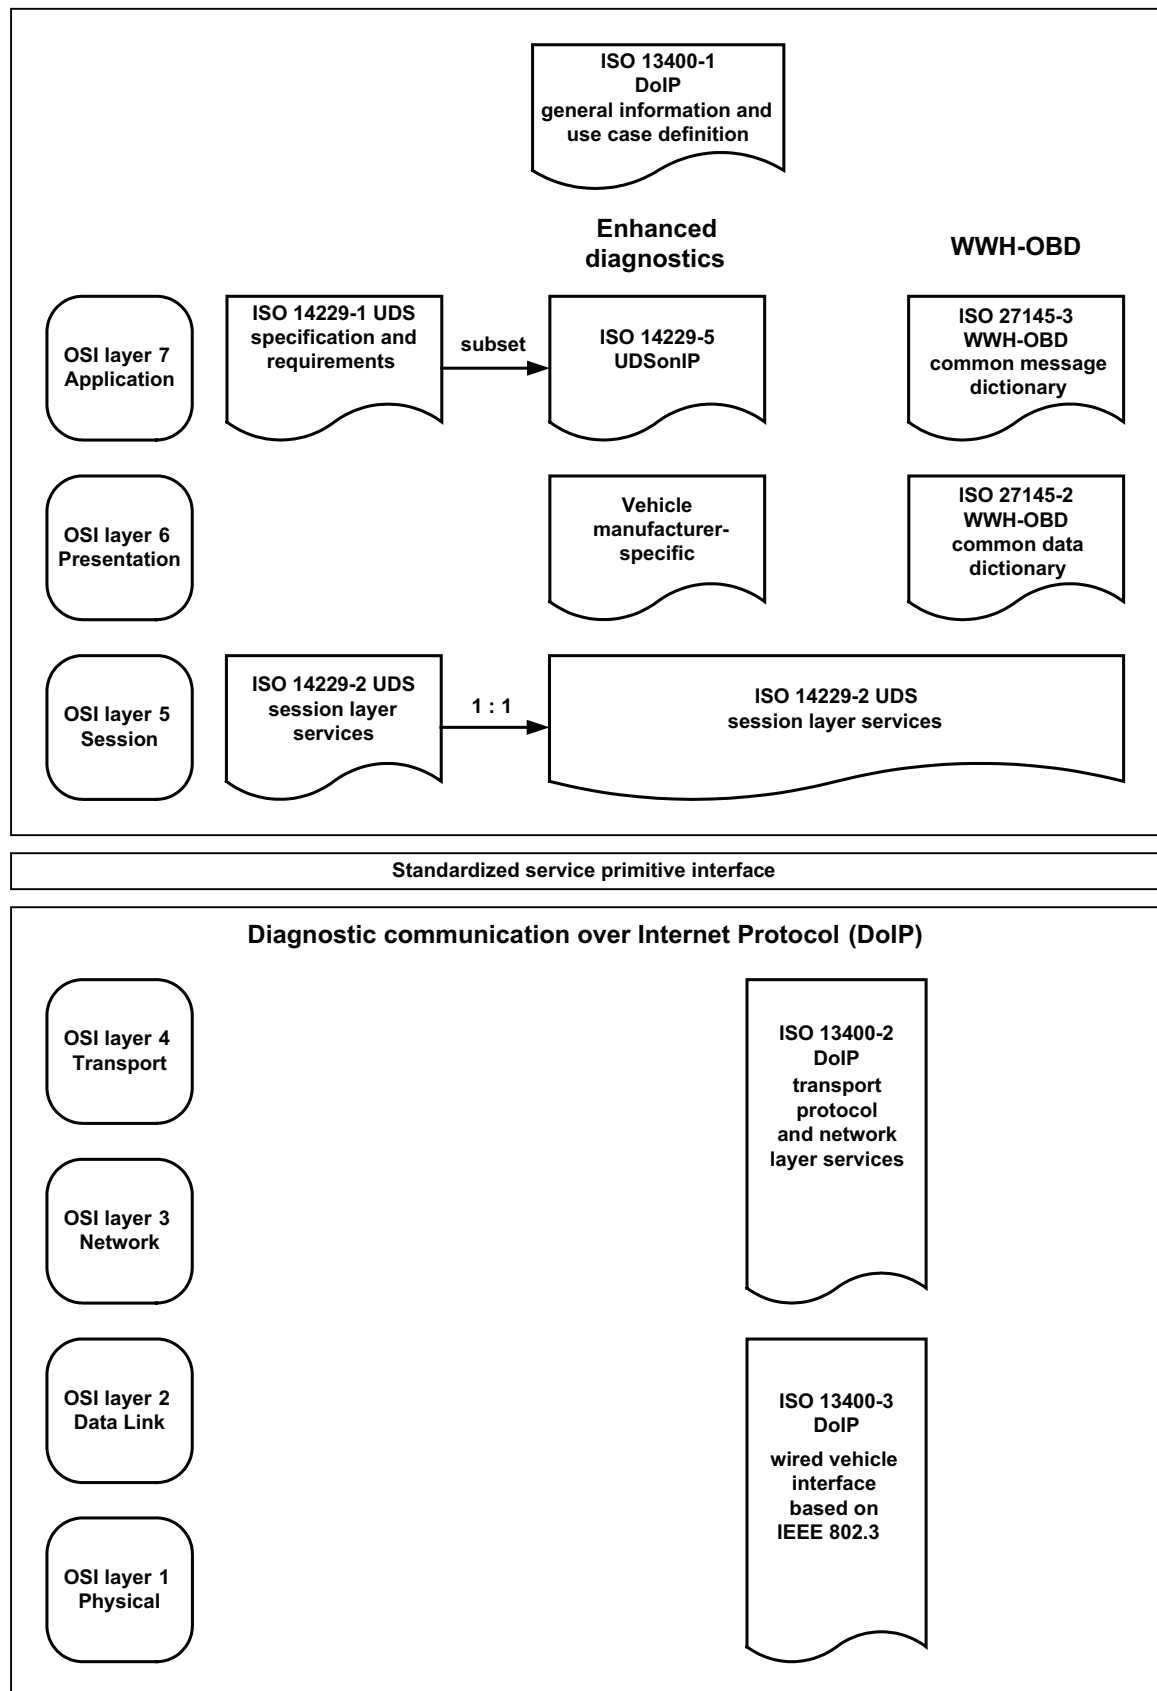 ISO 13400-1
DoIP
general information and
use case definition
Enhanced
diagnostics
WWH-OBD
OSI layer 7
Application
ISO 14229-1 UDS
specification and
requirements
subset
ISO 14229-5
UDSonIP
ISO 27145-3
WWH-OBD
common message
dictionary
OSI layer 6
Presentation
Vehicle
manufacturer-
specific
ISO 27145-2
WWH-OBD
common data
dictionary
OSI layer 5
Session
ISO 14229-2 UDS
session layer
services
1 : 1
ISO 14229-2 UDS
session layer services
Standardized service primitive interface
Diagnostic communication over Internet Protocol (DoIP)
OSI layer 4
Transport
ISO 13400-2
DoIP
transport
protocol
and network
layer services
OSI layer 3
Network
OSI layer 2
Data Link
ISO 13400-3
DoIP
wired vehicle
interface
based on
IEEE 802.3
OSI layer 1
Physical